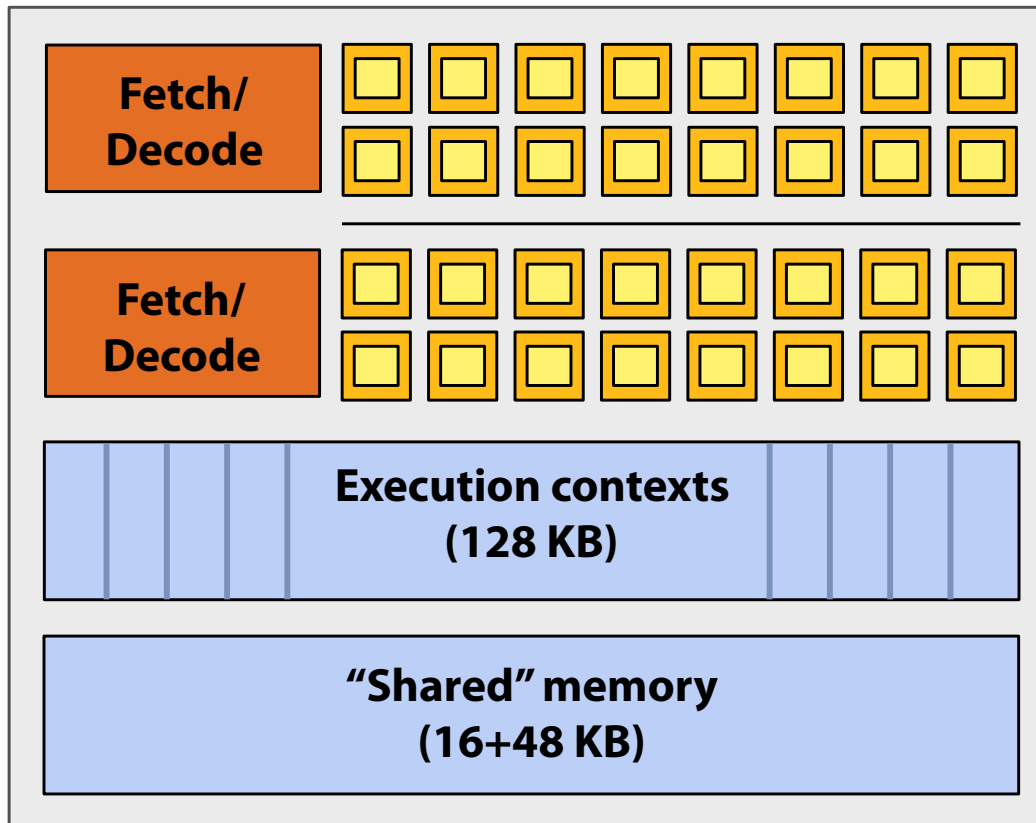 Fetch/
Decode
Fetch/
Decode
Execution contexts
(128 KB)
“Shared” memory
(16+48 KB)